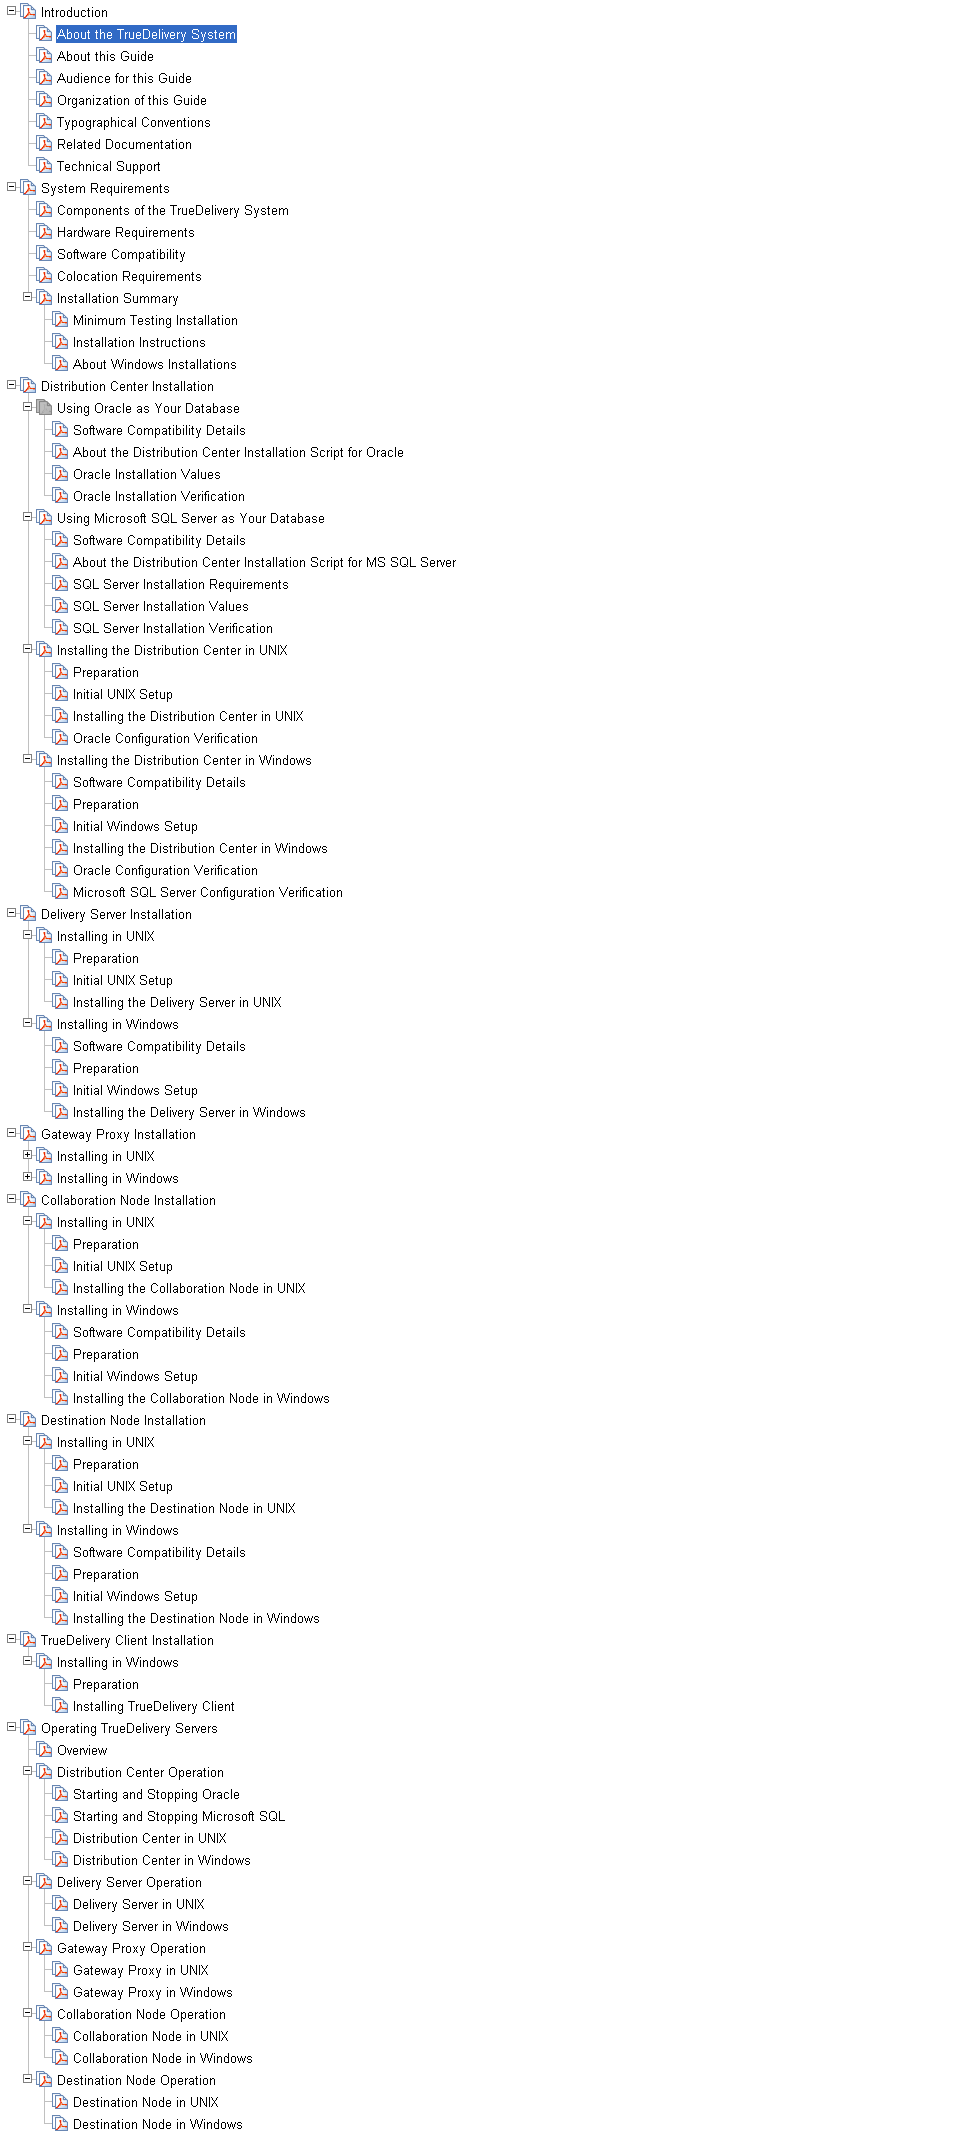 Introduction
About the TrueDelivery System
About this Guide
Audience for this Guide
Organization of this Guide
Typographical Conventions
Related Documentation
Technical Support
System Requirements
Components of the TrueDelivery System
Hardware Requirements
Software Compatibility
Colocation Requirements
Installation Summary
Minimum Testing Installation
Installation Instructions
About Windows Installations
Distribution Center Installation
Using Oracle as Your Database
Software Compatibility Details
About the Distribution Center Installation Script for Oracle
Oracle Installation Values
Oracle Installation Verification
Using Microsoft SQL Server as Your Database
Software Compatibility Details
About the Distribution Center Installation Script for MS SQL Server
SQL Server Installation Requirements
SQL Server Installation Values
SQL Server Installation Verification
Installing the Distribution Center in UNIX
Preparation
Initial UNIX Setup
Installing the Distribution Center in UNIX
Oracle Configuration Verification
Installing the Distribution Center in Windows
Software Compatibility Details
Preparation
Initial Windows Setup
Installing the Distribution Center in Windows
Oracle Configuration Verification
Microsoft SQL Server Configuration Verification
Delivery Server Installation
Installing in UNIX
Preparation
Initial UNIX Setup
Installing the Delivery Server in UNIX
Installing in Windows
Software Compatibility Details
Preparation
Initial Windows Setup
Installing the Delivery Server in Windows
Gateway Proxy Installation
Installing in UNIX
Installing in Windows
Collaboration Node Installation
Installing in UNIX
Preparation
Initial UNIX Setup
Installing the Collaboration Node in UNIX
Installing in Windows
Software Compatibility Details
Preparation
Initial Windows Setup
Installing the Collaboration Node in Windows
Destination Node Installation
Installing in UNIX
Preparation
Initial UNIX Setup
Installing the Destination Node in UNIX
Installing in Windows
Software Compatibility Details
Preparation
Initial Windows Setup
Installing the Destination Node in Windows
TrueDelivery Client Installation
Installing in Windows
Preparation
Installing TrueDelivery Client
Operating TrueDelivery Servers
Overview
Distribution Center Operation
Starting and Stopping Oracle
Starting and Stopping Microsoft SQL
Distribution Center in UNIX
Distribution Center in Windows
Delivery Server Operation
Delivery Server in UNIX
Delivery Server in Windows
Gateway Proxy Operation
Gateway Proxy in UNIX
Gateway Proxy in Windows
Collaboration Node Operation
Collaboration Node in UNIX
Collaboration Node in Windows
Destination Node Operation
Destination Node in UNIX
Destination Node in Windows